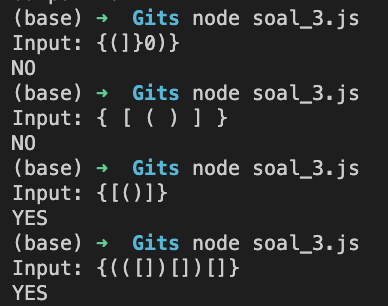 (base) → Gits node soal_3.js
Input: {(]}0)}
NO
(base) → Gits node soal_3.js
Input: { [ ( ) ] }
NO
(base) → Gits node soal_3.js
Input: {[()]}
YES
(base) → Gits node soal_3.js
Input: {(([])[])[]}
YES